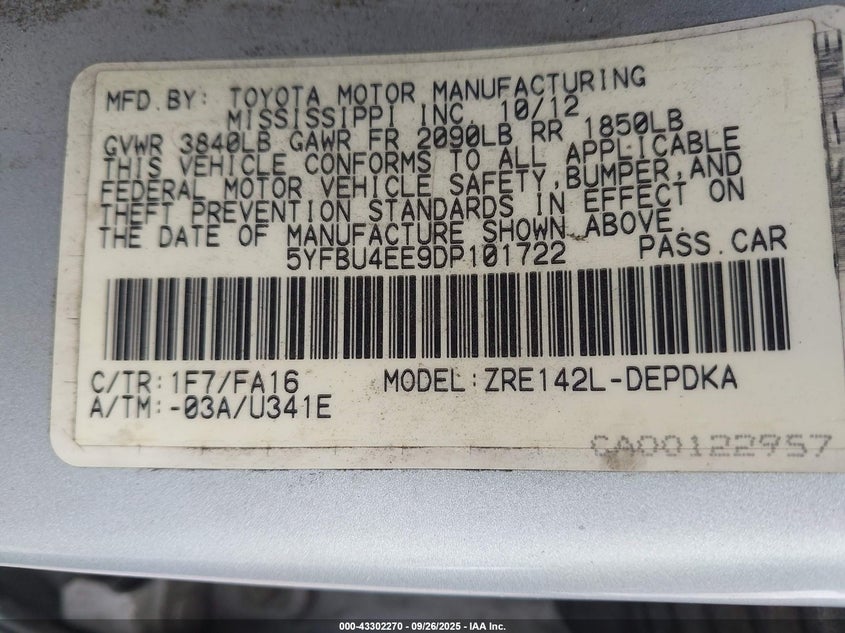 MFD.BY: TOYOTA MOTOR MANUFACTURING
MISSISSIPPI INC. 10/12
GVWR 3840LB GAWR FR 2090LB RR 1850LB
THIS VEHICLE CONFORMS TO ALL APPLICABLE
FEDERAL MOTOR VEHICLE SAFETY,BUMPER,AND
THEFT PREVENTION STANDARDS IN EFFECT ON
THE DATE OF MANUFACTURE SHOWN ABOVE.
5YFBU4EE9DP101722 PASS.CAR
C/TR:1F7/FA16 MODEL:ZRE142L-DEPDKA
A/TM:-03A/U341E
CA00122957
000-43302270 - 09/26/2025 - IAA Inc.